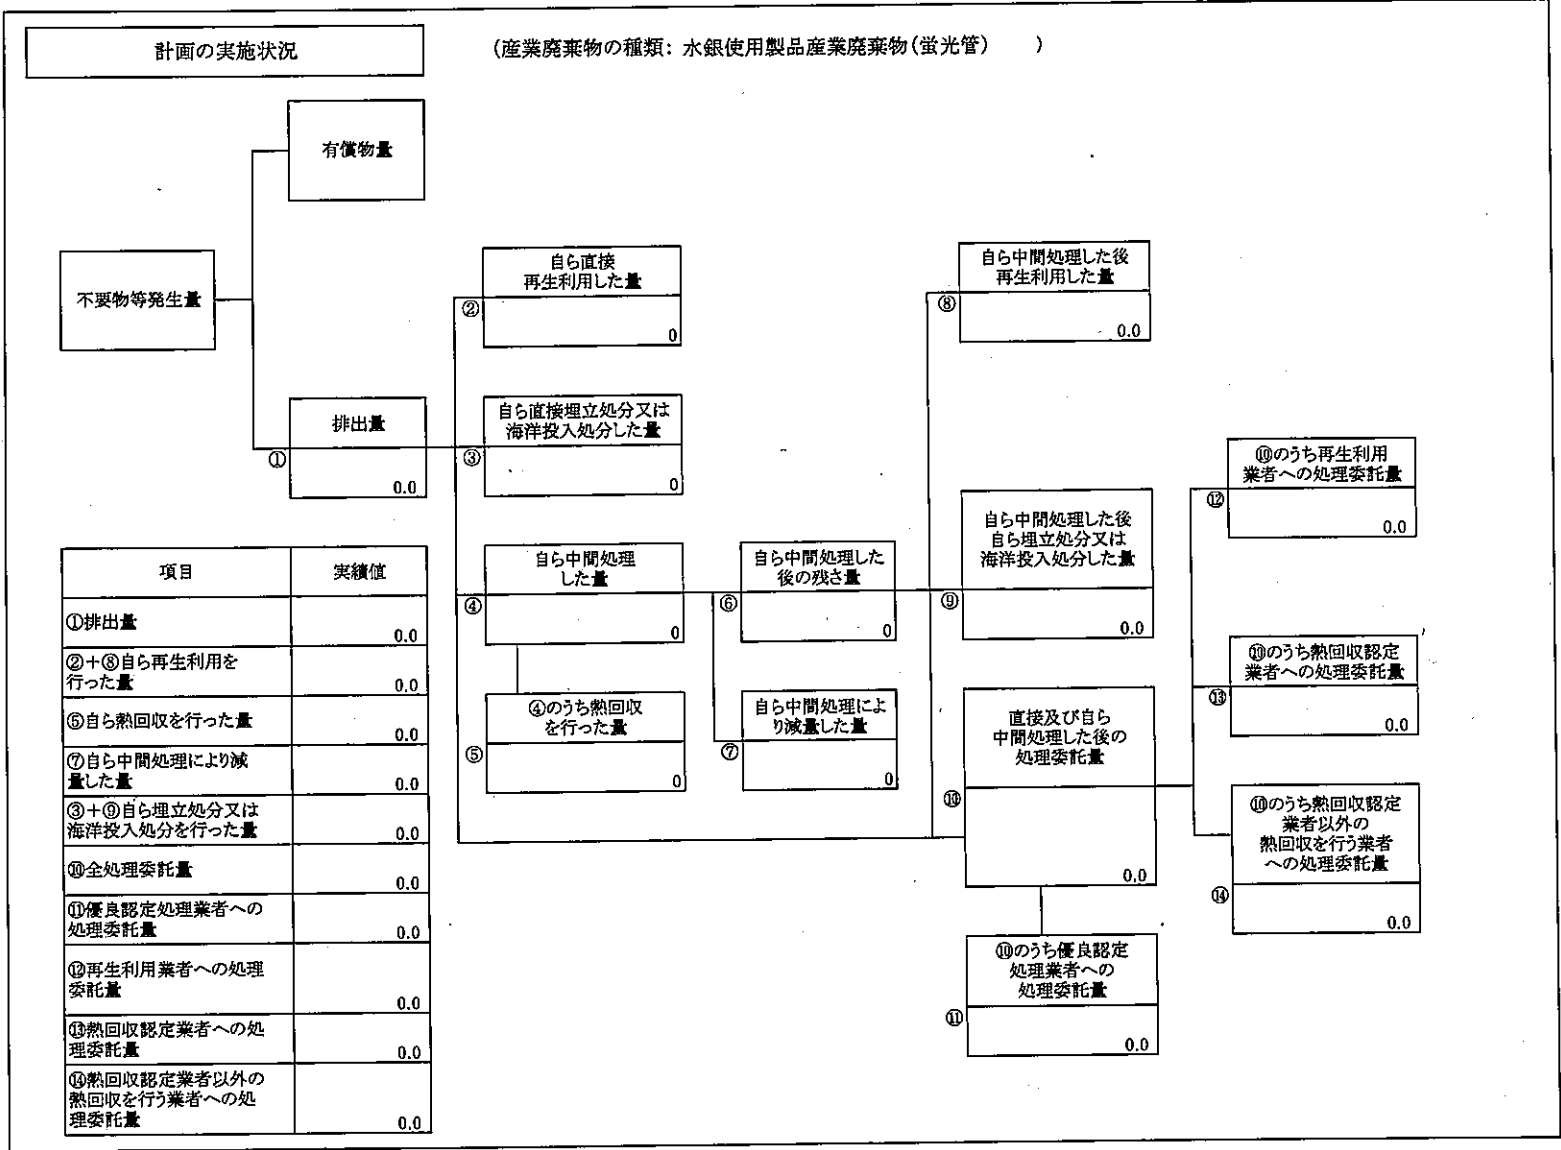 計画の実施状況
(産業廃棄物の種類: 水銀使用製品産業廃棄物(蛍光管) )
有償物量
不要物等発生量
排出量
①
0.0
自ら直接
再生利用した量
②
0
自ら直接埋立処分又は
海洋投入処分した量
③
0
自ら中間処理
した量
④
0
④のうち熱回収
を行った量
⑤
0
自ら中間処理した
後の残さ量
⑥
0
自ら中間処理によ
り減量した量
⑦
0
自ら中間処理した後
再生利用した量
⑧
0.0
自ら中間処理した後
自ら埋立処分又は
海洋投入処分した量
⑨
0.0
直接及び自ら
中間処理した後の
処理委託量
⑩
0.0
⑩のうち優良認定
処理業者への
処理委託量
⑪
0.0
⑩のうち再生利用
業者への処理委託量
⑫
0.0
⑩のうち熱回収認定
業者への処理委託量
⑬
0.0
⑩のうち熱回収認定
業者以外の
熱回収を行う業者
への処理委託量
⑭
0.0
項目 実績値
①排出量
0.0
②+⑧自ら再生利用を
行った量 0.0
⑤自ら熱回収を行った量
0.0
⑦自ら中間処理により減
量した量 0.0
③+⑨自ら埋立処分又は
海洋投入処分を行った量 0.0
⑩全処理委託量
0.0
⑪優良認定処理業者への
処理委託量 0.0
⑫再生利用業者への処理
委託量
0.0
⑬熱回収認定業者への処
理委託量 0.0
⑭熱回収認定業者以外の
熱回収を行う業者への処
理委託量 0.0